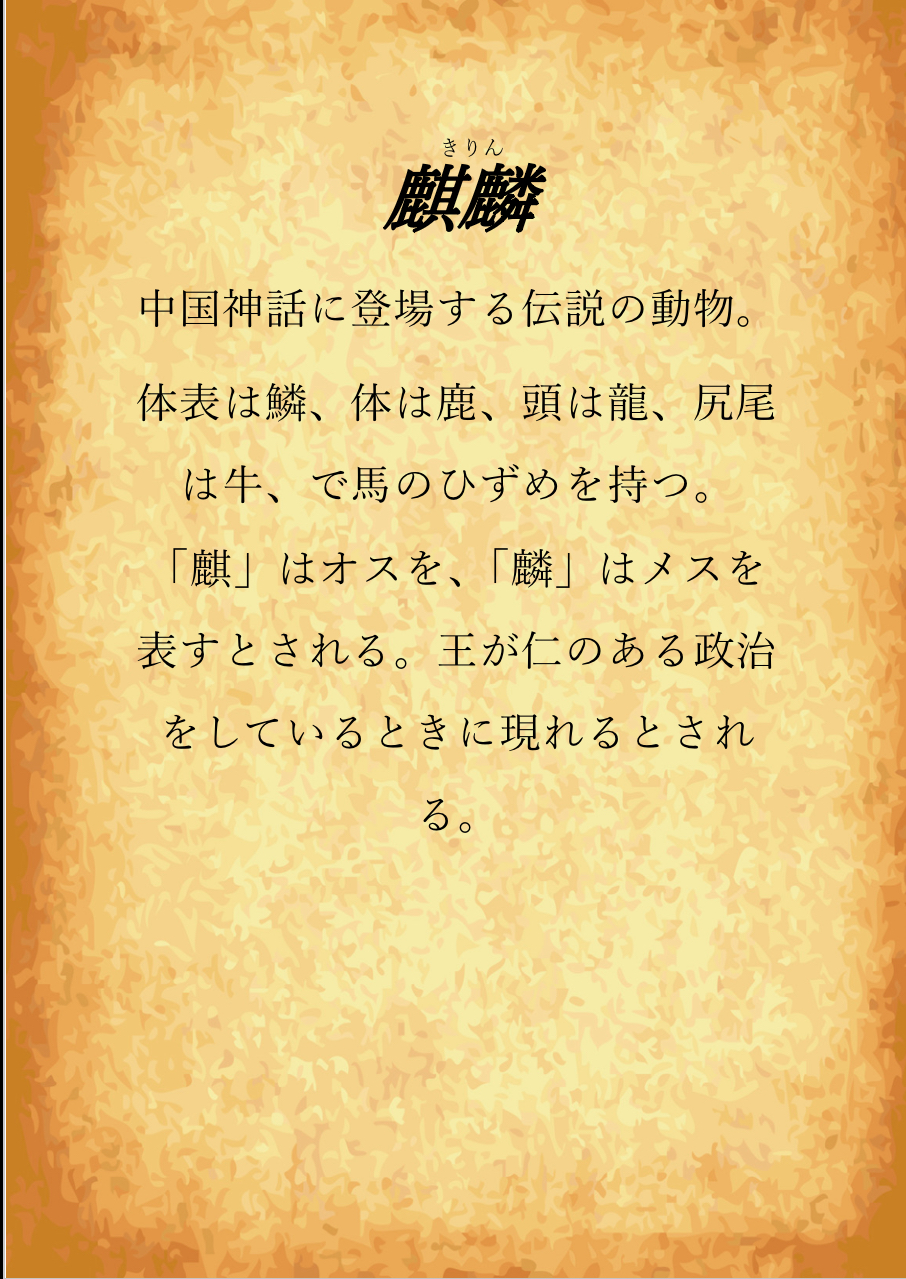 きりん
麒麟
中国神話に登場する伝説の動物。
体表は鱗、体は鹿、頭は龍、尻尾
は牛、で馬のひずめを持つ。
「麒」はオスを、「麟」はメスを
表すとされる。王が仁のある政治
をしているときに現れるとされ
る。